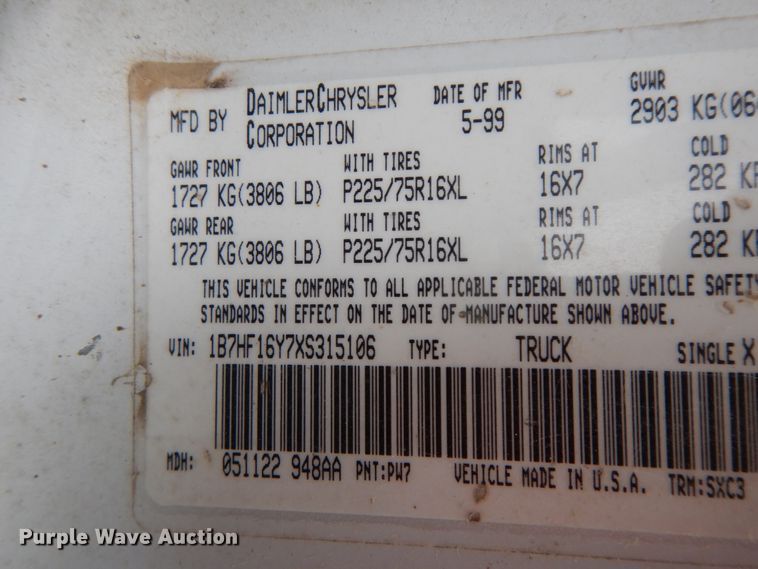 MFD BY DAIMLERCHRYSLER CORPORATION DATE OF MFR 5-99 GVWR 2903 KG(06
GAWR FRONT WITH TIRES RIMS AT COLD
1727 KG(3806 LB) P225/75R16XL 16X7 282 KP
GAWR REAR WITH TIRES RIMS AT COLD
1727 KG(3806 LB) P225/75R16XL 16X7 282 KP
THIS VEHICLE CONFORMS TO ALL APPLICABLE FEDERAL MOTOR VEHICLE SAFETY
STANDARDS IN EFFECT ON THE DATE OF MANUFACTURE SHOWN ABOVE.
VIN: 1B7HF16Y7XS315106 TYPE: TRUCK SINGLE X
MDH: 051122 948AA PNT:PW7 VEHICLE MADE IN U.S.A. TRM:SXC3
Purple Wave Auction